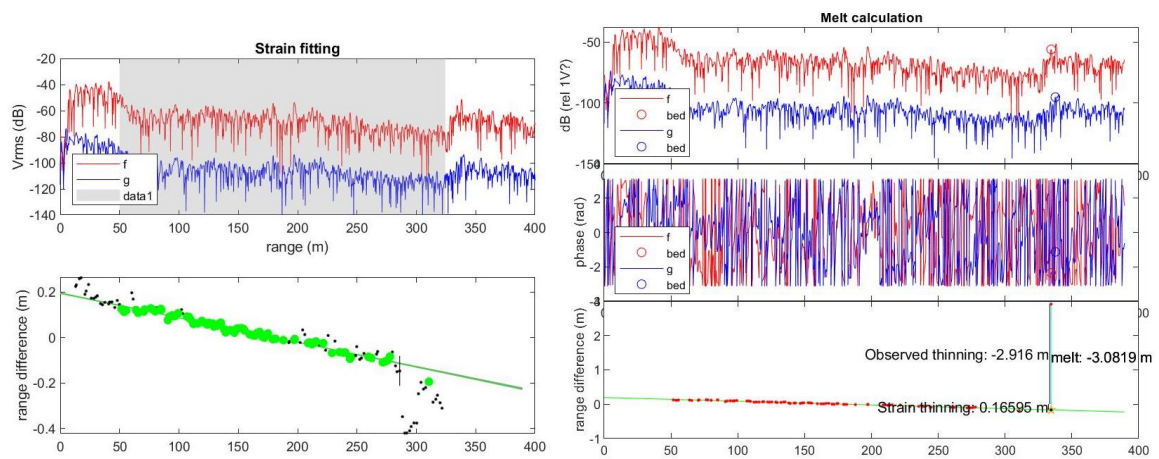 Strain fitting
-20
-40
-60
-80
-100
-120
-140
Vrms (dB)
f
g
data1
0 50 100 150 200 250 300 350 400
range (m)
0.2
0
-0.2
-0.4
range difference (m)
0 50 100 150 200 250 300 350 400
Melt calculation
-50
-100
-150
dB (rel 1V?)
f
bed
g
bed
2
0
-2
phase (rad)
f
bed
g
bed
3
2
1
0
-1
range difference (m)
Observed thinning: -2.916 m
melt: -3.0819 m
Strain thinning: 0.16595 m
0 50 100 150 200 250 300 350 400